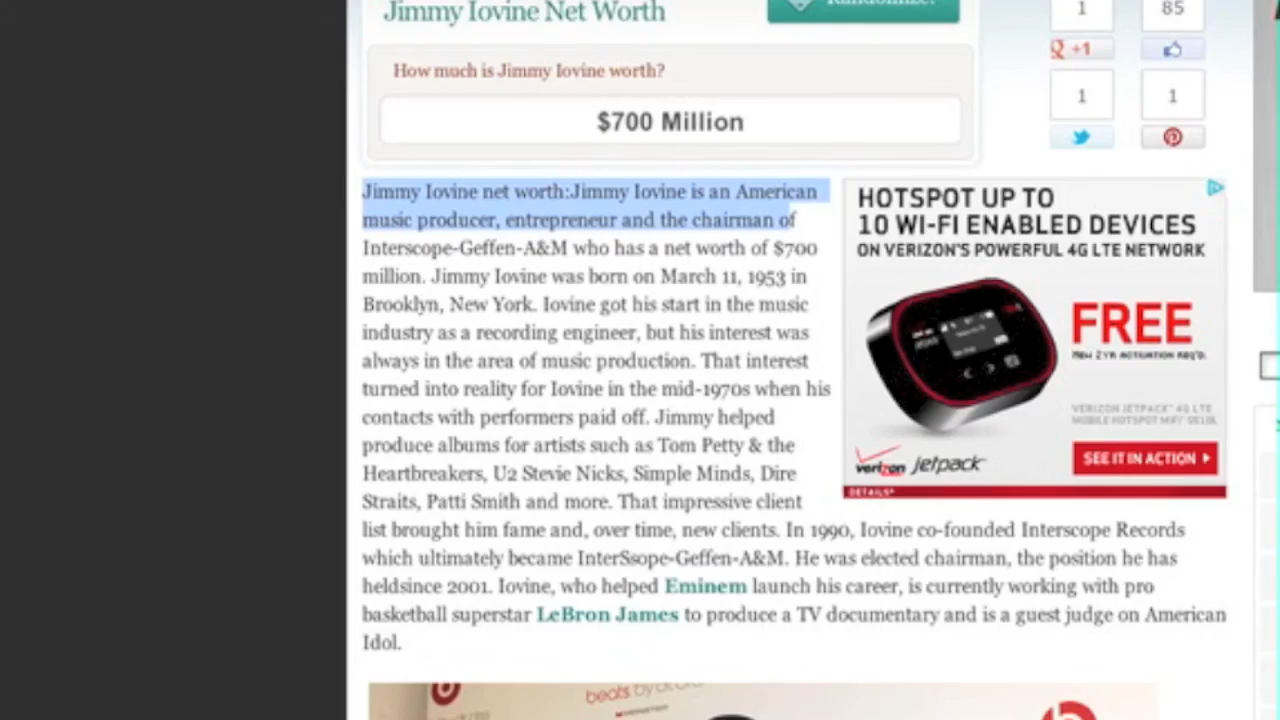 Jimmy Iovine Net Worth
Randomize!
How much is Jimmy Iovine worth?
$700 Million
1
85
+1
1
1
Jimmy Iovine net worth:Jimmy Iovine is an American
music producer, entrepreneur and the chairman of
Interscope-Geffen-A&M who has a net worth of $700
million. Jimmy Iovine was born on March 11, 1953 in
Brooklyn, New York. Iovine got his start in the music
industry as a recording engineer, but his interest was
always in the area of music production. That interest
turned into reality for Iovine in the mid-1970s when his
contacts with performers paid off. Jimmy helped
produce albums for artists such as Tom Petty & the
Heartbreakers, U2 Stevie Nicks, Simple Minds, Dire
Straits, Patti Smith and more. That impressive client
list brought him fame and, over time, new clients. In 1990, Iovine co-founded Interscope Records
which ultimately became InterSsope-Geffen-A&M. He was elected chairman, the position he has
heldsince 2001. Iovine, who helped Eminem launch his career, is currently working with pro
basketball superstar LeBron James to produce a TV documentary and is a guest judge on American
Idol.
HOTSPOT UP TO
10 WI-FI ENABLED DEVICES
ON VERIZON'S POWERFUL 4G LTE NETWORK
FREE
NEW 2 YR ACTIVATION REQ'D.
VERIZON JETPACK™ 4G LTE
MOBILE HOTSPOT MIFI
verizon jetpack™
SEE IT IN ACTION
DETAILS*
beats by dr. dre